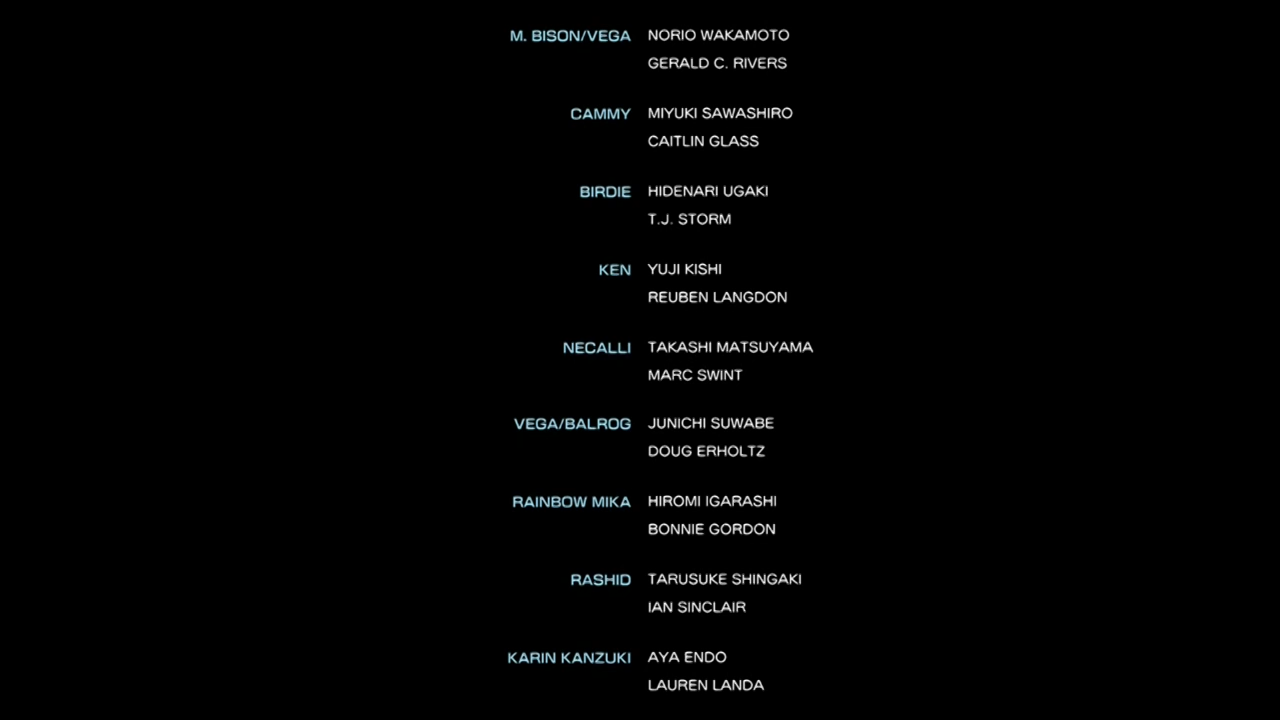 M. BISON/VEGA NORIO WAKAMOTO
GERALD C. RIVERS
CAMMY MIYUKI SAWASHIRO
CAITLIN GLASS
BIRDIE HIDENARI UGAKI
T.J. STORM
KEN YUJI KISHI
REUBEN LANGDON
NECALLI TAKASHI MATSUYAMA
MARC SWINT
VEGA/BALROG JUNICHI SUWABE
DOUG ERHOLTZ
RAINBOW MIKA HIROMI IGARASHI
BONNIE GORDON
RASHID TARUSUKE SHINGAKI
IAN SINCLAIR
KARIN KANZUKI AYA ENDO
LAUREN LANDA